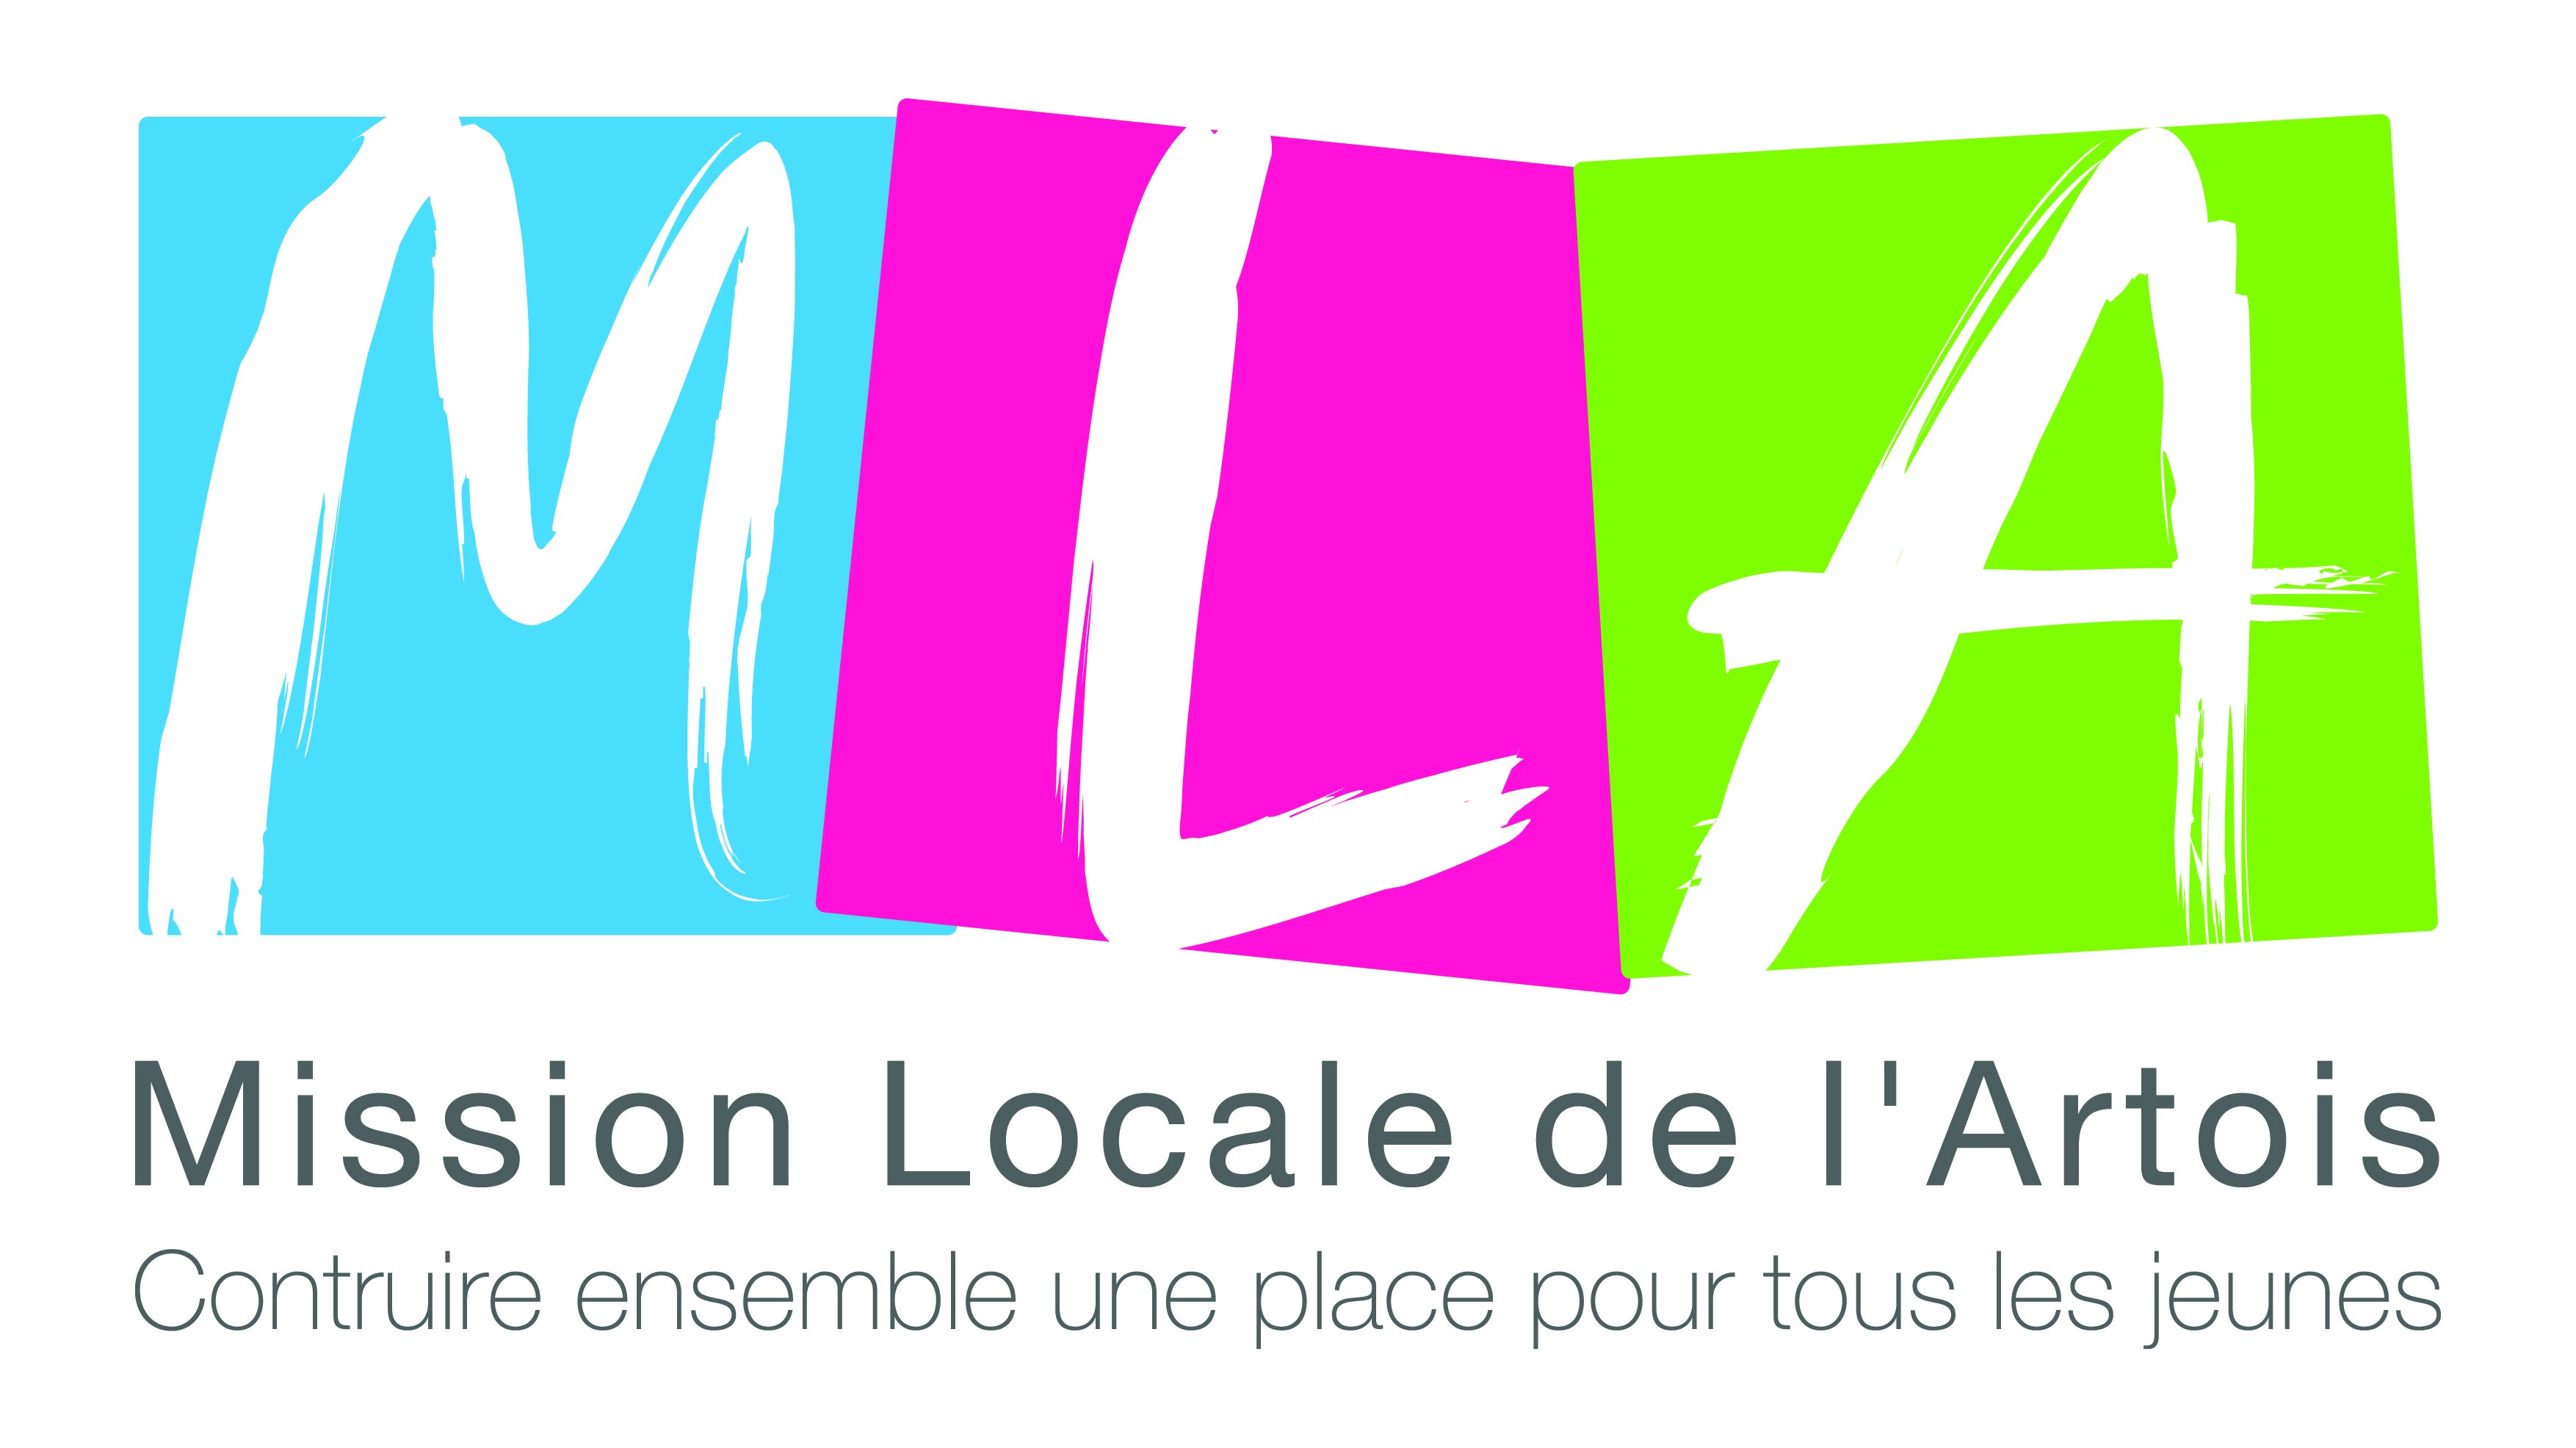 MLA
Mission Locale de l'Artois
Contruire ensemble une place pour tous les jeunes